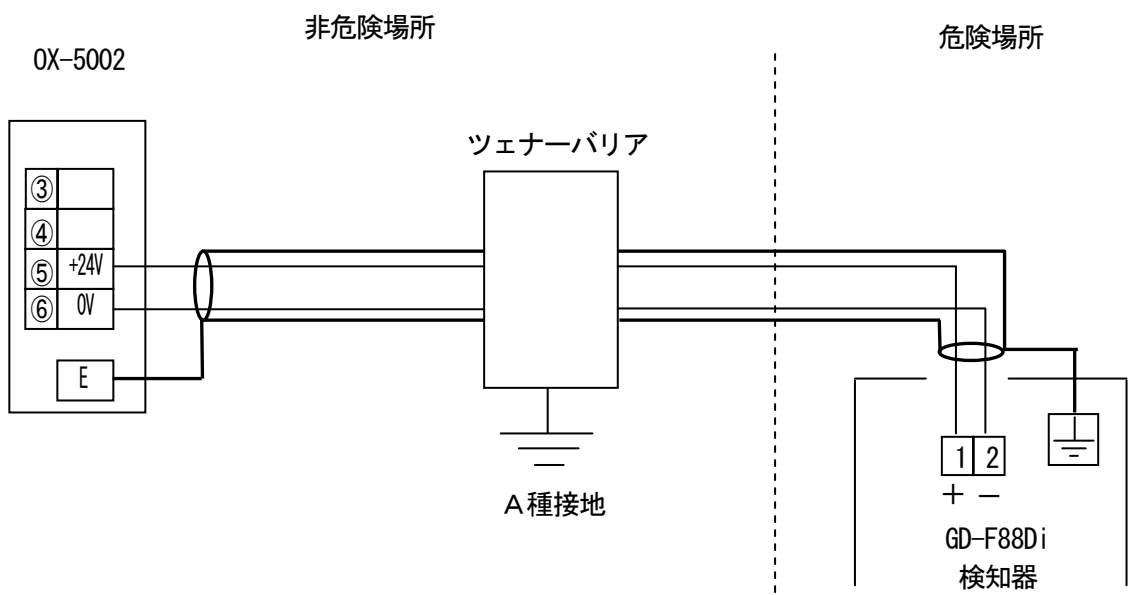 非危険場所
危険場所
OX-5002
ツェナーバリア
③
④
⑤ +24V
⑥ 0V
E
A種接地
1 2
+ −
GD-F88Di
検知器